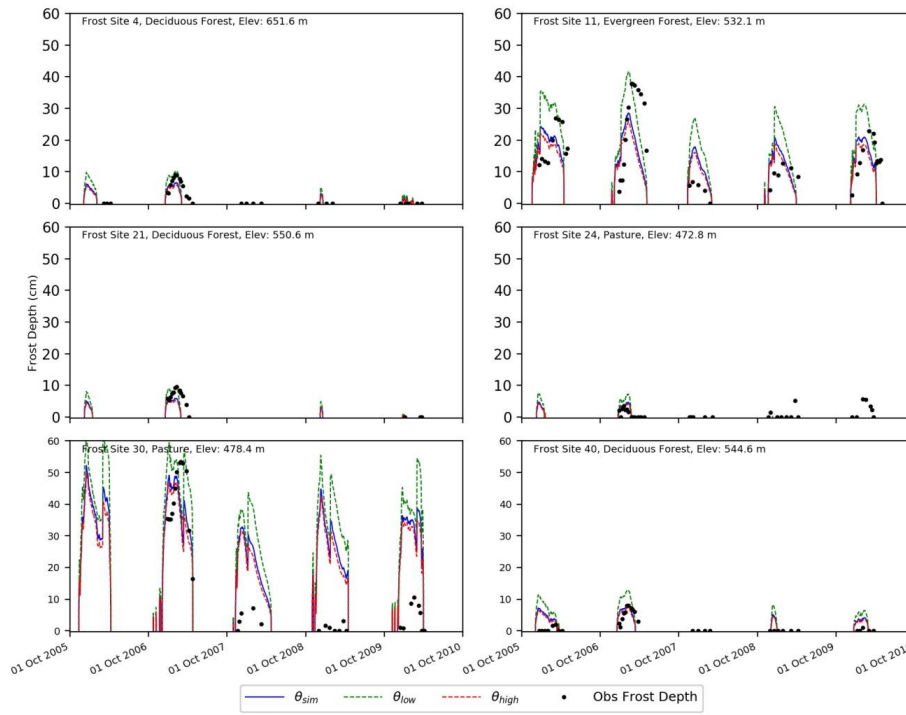 Frost Site 4, Deciduous Forest, Elev: 651.6 m
60
50
40
30
20
10
0
Frost Site 11, Evergreen Forest, Elev: 532.1 m
60
50
40
30
20
10
0
Frost Site 21, Deciduous Forest, Elev: 550.6 m
60
50
40
30
20
10
0
Frost Depth (cm)
Frost Site 24, Pasture, Elev: 472.8 m
60
50
40
30
20
10
0
Frost Site 30, Pasture, Elev: 478.4 m
60
50
40
30
20
10
0
01 Oct 2005
01 Oct 2006
01 Oct 2007
01 Oct 2008
01 Oct 2009
01 Oct 2010
Frost Site 40, Deciduous Forest, Elev: 544.6 m
60
50
40
30
20
10
0
01 Oct 2005
01 Oct 2006
01 Oct 2007
01 Oct 2008
01 Oct 2009
01 Oct 201
θsim θlow θhigh Obs Frost Depth